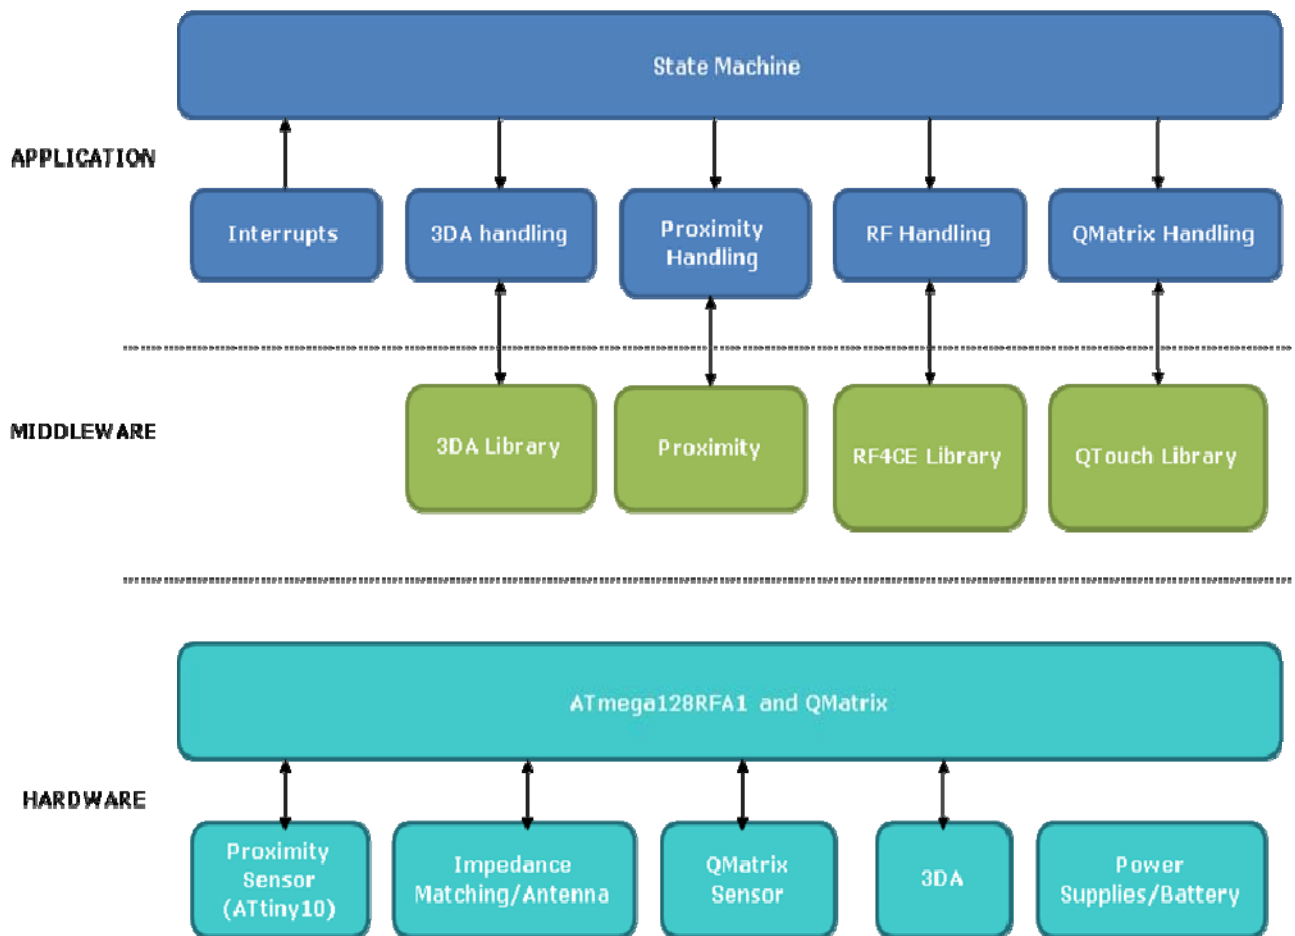 State Machine
APPLICATION
Interrupts
3DA handling
Proximity
Handling
RF Handling
QMatrix Handling
MIDDLEWARE
3DA Library
Proximity
RF4CE Library
QTouch Library
ATmega128RFA1 and QMatrix
HARDWARE
Proximity
Sensor
(ATtiny10)
Impedance
Matching/Antenna
QMatrix
Sensor
3DA
Power
Supplies/Battery